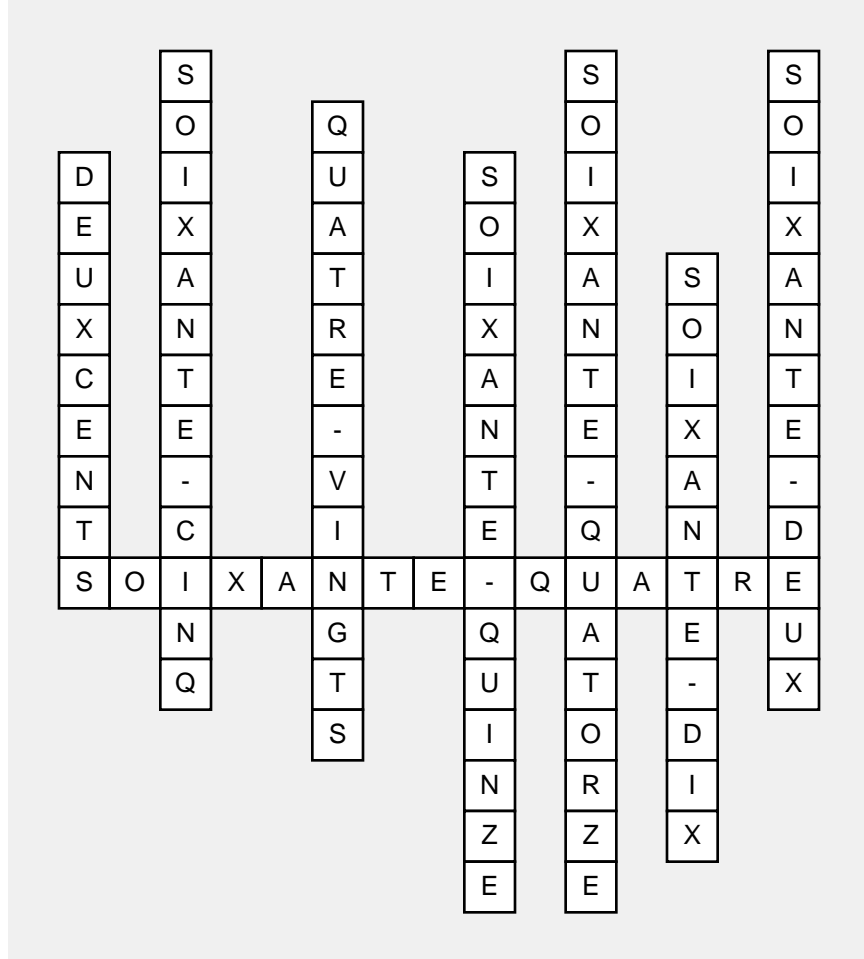 DEUXCENTS
SOIXANTE-CINQ
QUATRE-VINGTS
SOIXANTE-QUINZE
SOIXANTE-QUATORZE
SOIXANTE-DIX
SOIXANTE-DEUX
SOIXANTE-QUATRE